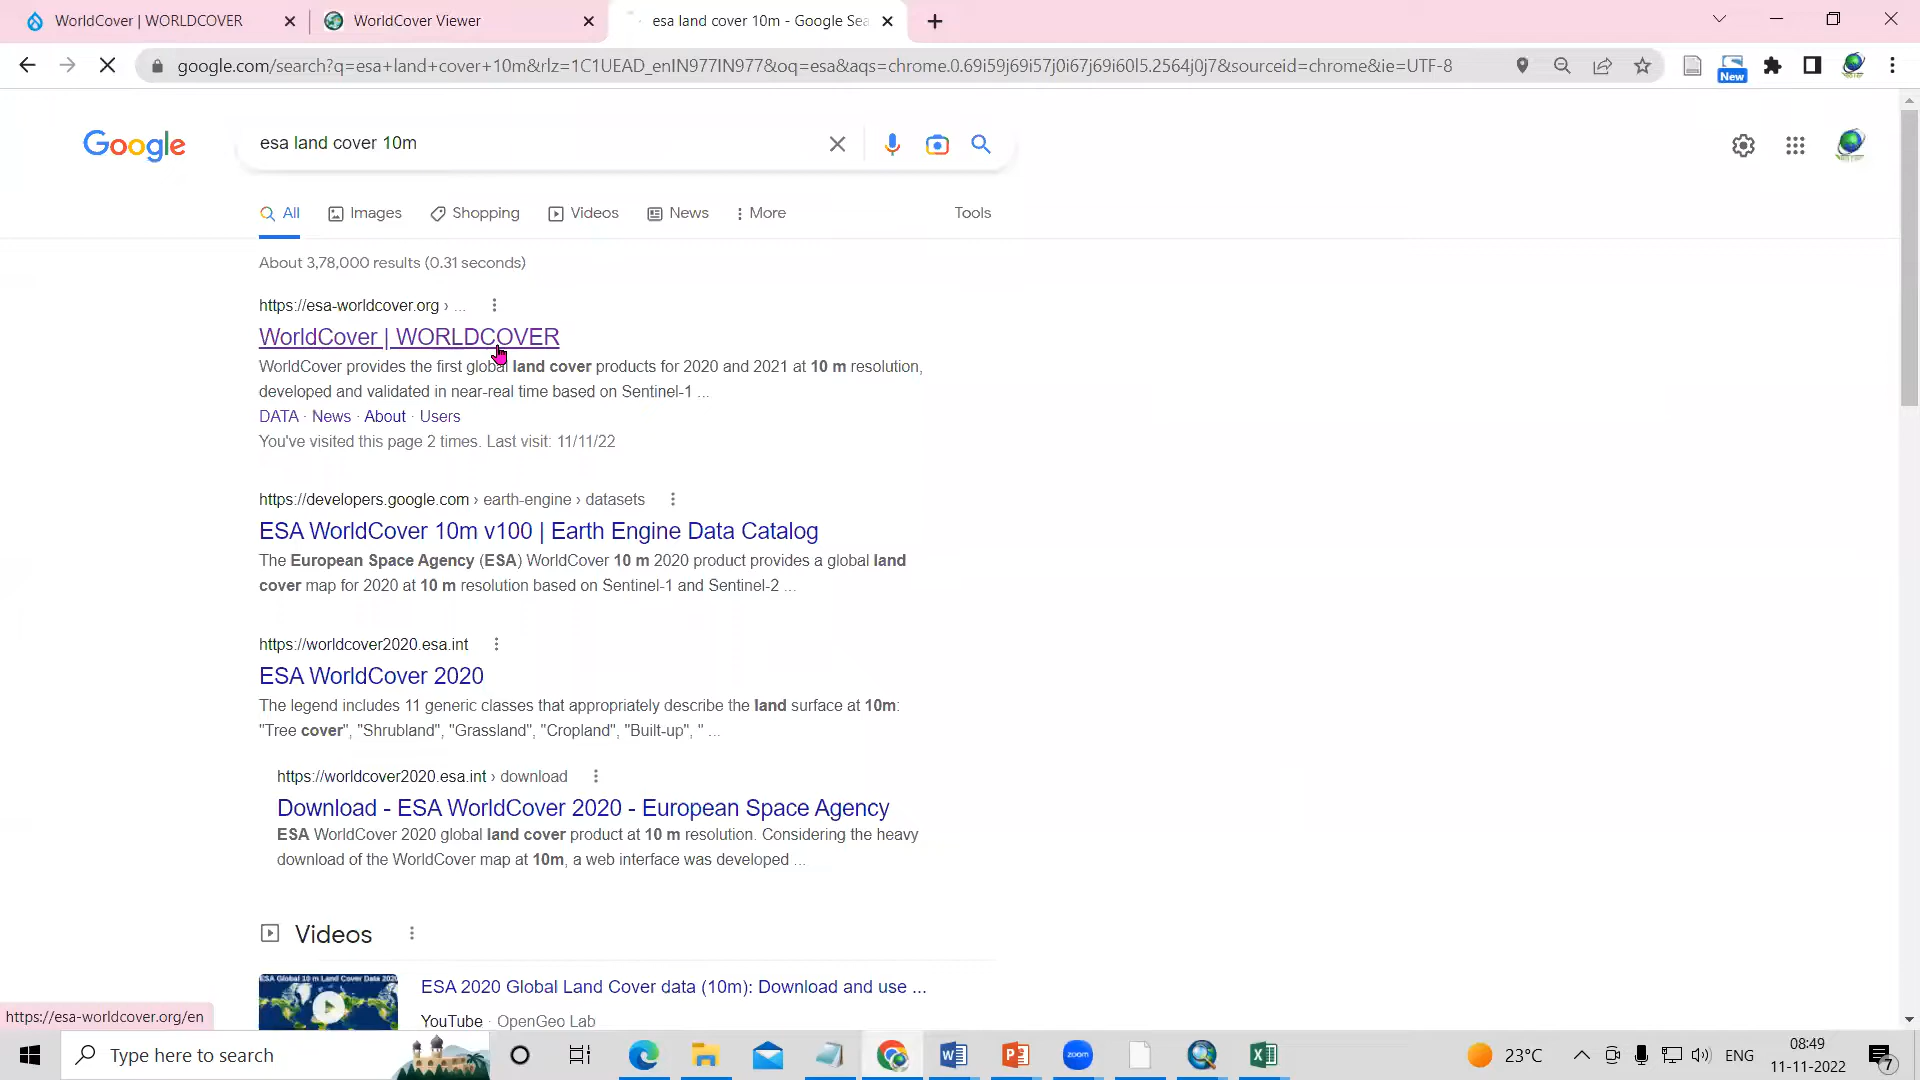 WorldCover | WORLDCOVER
WorldCover Viewer
esa land cover 10m - Google Sea
google.com/search?q=esa+land+cover+10m&rlz=1C1UEAD_enIN977IN977&oq=esa&aqs=chrome.0.69i59j69i57j0i67j69i60l5.2564j0j7&sourceid=chrome&ie=UTF-8
New
Google
esa land cover 10m
All
Images
Shopping
Videos
News
More
Tools
About 3,78,000 results (0.31 seconds)
https://esa-worldcover.org › ...
WorldCover | WORLDCOVER
WorldCover provides the first global land cover products for 2020 and 2021 at 10 m resolution,
developed and validated in near-real time based on Sentinel-1 ...
DATA · News · About · Users
You've visited this page 2 times. Last visit: 11/11/22
https://developers.google.com › earth-engine › datasets
ESA WorldCover 10m v100 | Earth Engine Data Catalog
The European Space Agency (ESA) WorldCover 10 m 2020 product provides a global land
cover map for 2020 at 10 m resolution based on Sentinel-1 and Sentinel-2 ...
https://worldcover2020.esa.int
ESA WorldCover 2020
The legend includes 11 generic classes that appropriately describe the land surface at 10m:
"Tree cover", "Shrubland", "Grassland", "Cropland", "Built-up", " ...
https://worldcover2020.esa.int › download
Download - ESA WorldCover 2020 - European Space Agency
ESA WorldCover 2020 global land cover product at 10 m resolution. Considering the heavy
download of the WorldCover map at 10m, a web interface was developed ...
Videos
ESA Global 10 m Land Cover Data 2020
ESA 2020 Global Land Cover data (10m): Download and use ...
YouTube · OpenGeo Lab
https://esa-worldcover.org/en
Type here to search
zoom
23°C
ENG
08:49
11-11-2022
7